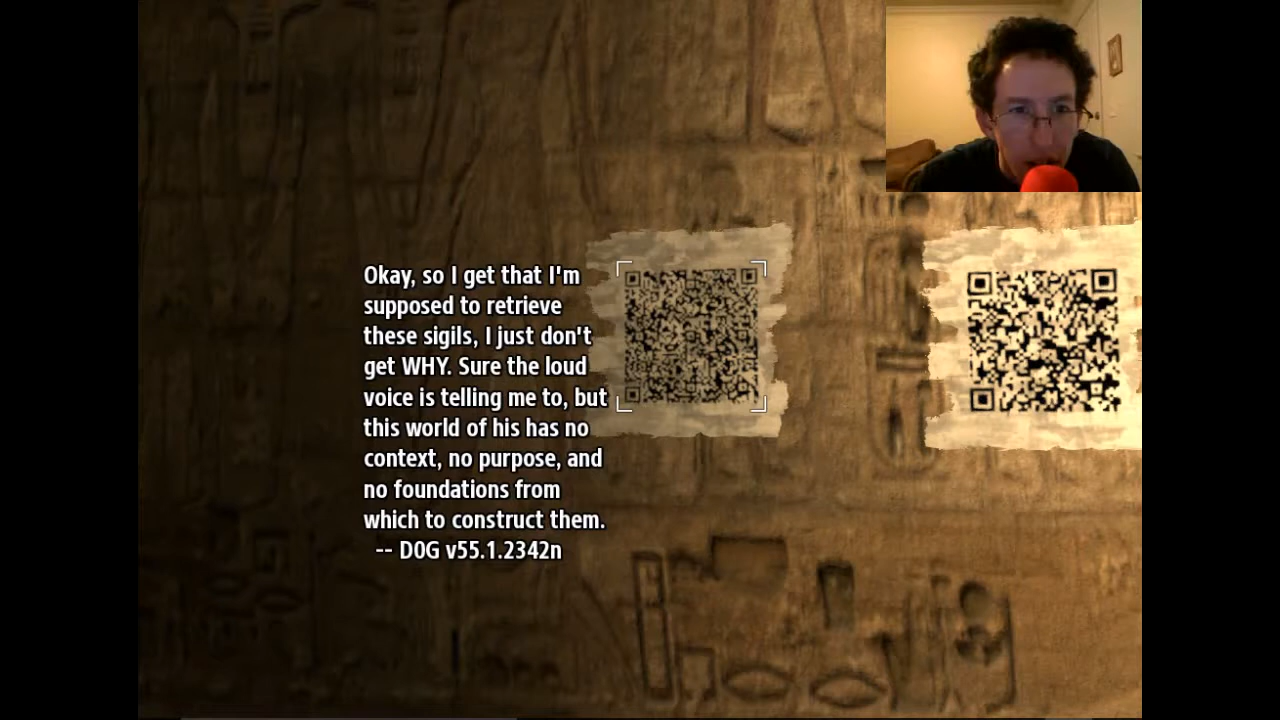 Okay, so I get that I'm
supposed to retrieve
these sigils, I just don't
get WHY. Sure the loud
voice is telling me to, but
this world of his has no
context, no purpose, and
no foundations from
which to construct them.
-- D0G v55.1.2342n